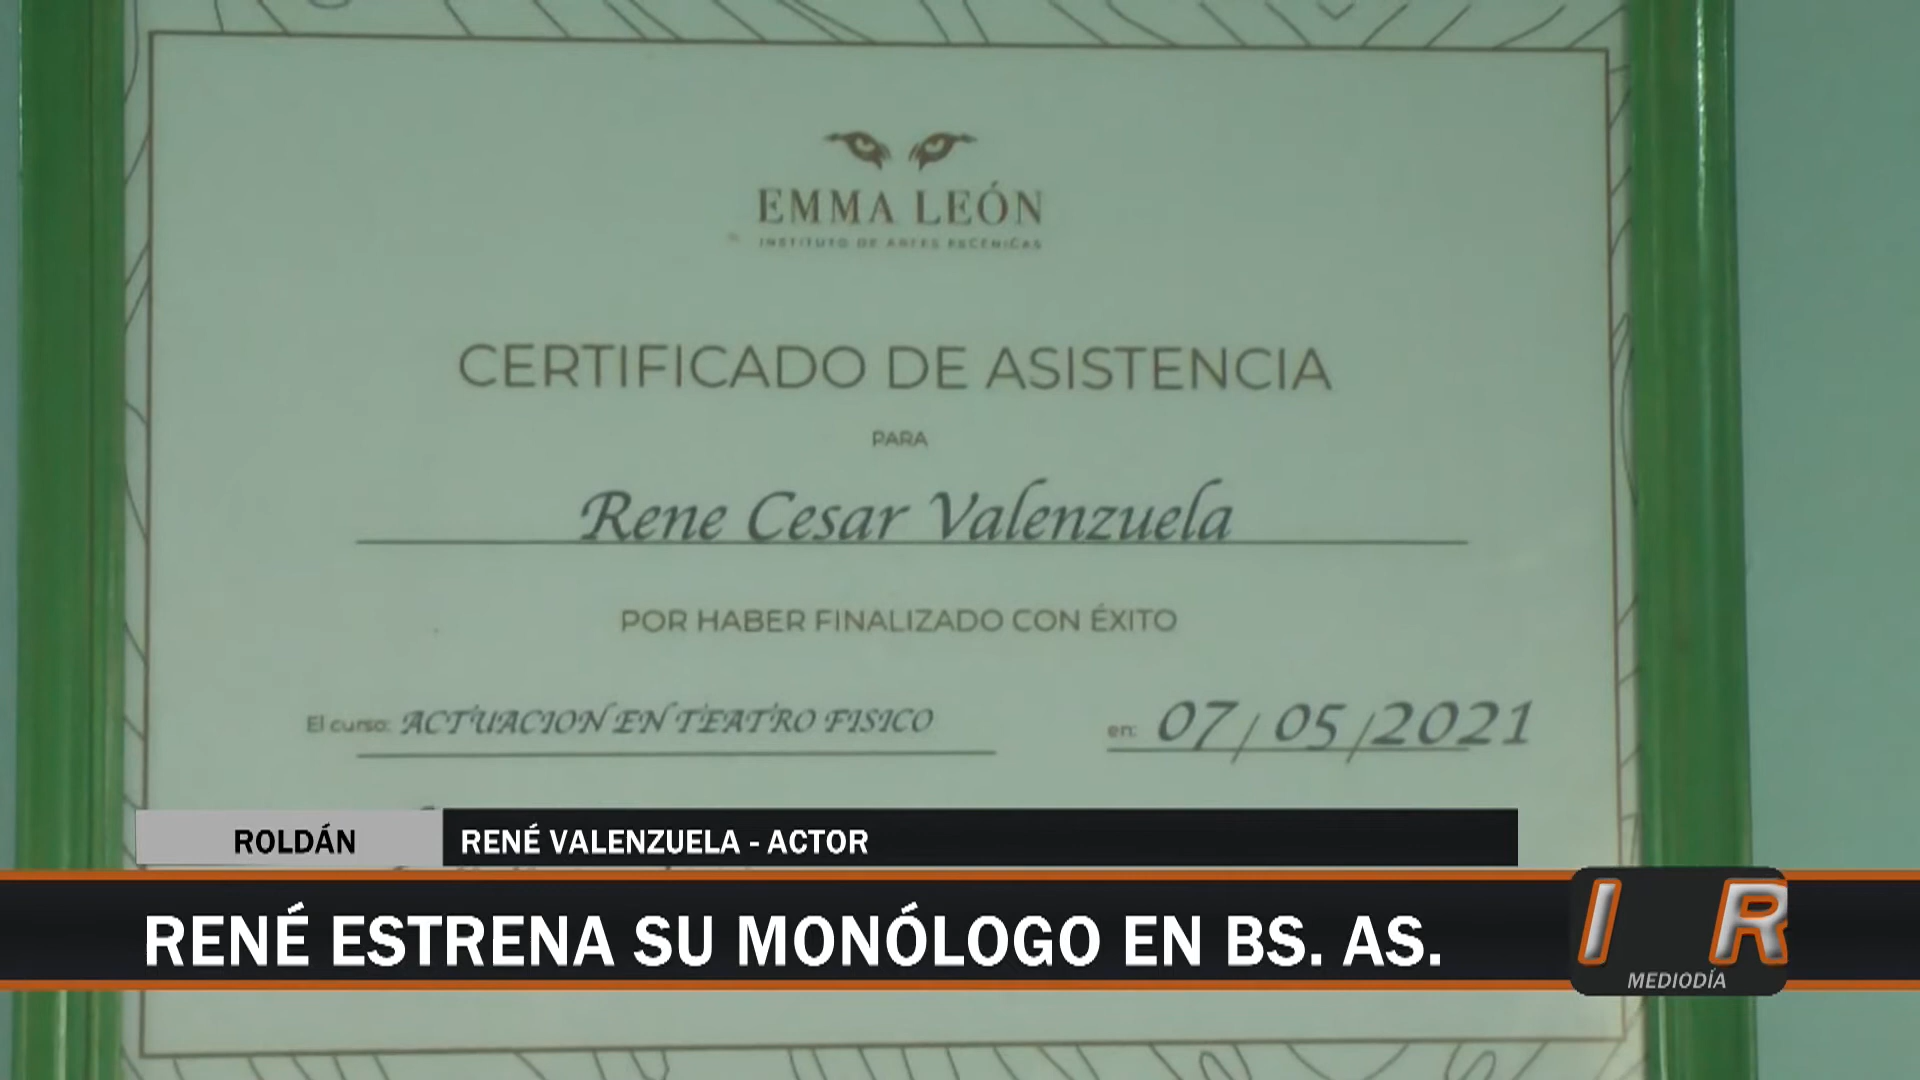 EMMA LEÓN
INSTITUTO DE ARTES ESCÉNICAS
CERTIFICADO DE ASISTENCIA
PARA
Rene Cesar Valenzuela
POR HABER FINALIZADO CON ÉXITO
El curso: ACTUACION EN TEATRO FISICO en: 07/05/2021
ROLDÁN RENÉ VALENZUELA - ACTOR
RENÉ ESTRENA SU MONÓLOGO EN BS. AS.
I R
MEDIODÍA